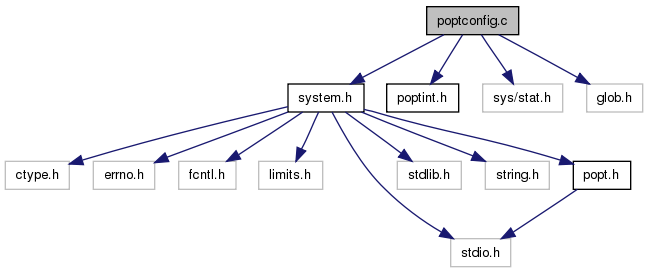 poptconfig.c
system.h
poptint.h
sys/stat.h
glob.h
ctype.h
errno.h
fcntl.h
limits.h
stdlib.h
string.h
popt.h
stdio.h